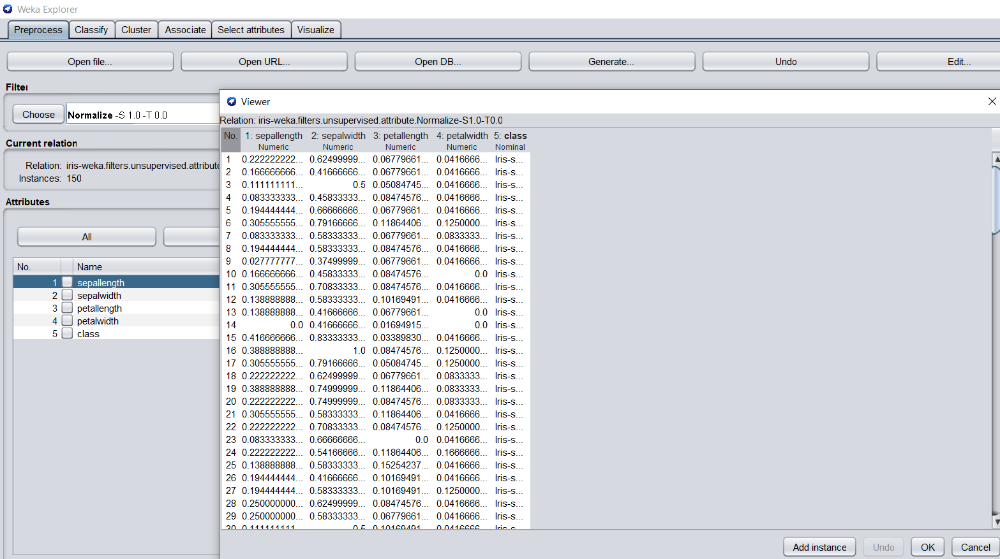 Weka Explorer
Preprocess Classify Cluster Associate Select attributes Visualize
Open file... Open URL... Open DB... Generate... Undo Edit...
Filter
Choose Normalize -S 1.0 -T 0.0
Current relation
Relation: iris-weka.filters.unsupervised.attribute
Instances: 150
Attributes
All
No. Name
1 sepallength
2 sepalwidth
3 petallength
4 petalwidth
5 class
Viewer
Relation: iris-weka.filters.unsupervised.attribute.Normalize-S1.0-T0.0
No. 1: sepallength 2: sepalwidth 3: petallength 4: petalwidth 5: class
Numeric Numeric Numeric Numeric Nominal
1 0.222222222... 0.62499999... 0.06779661... 0.0416666... Iris-s...
2 0.166666666... 0.41666666... 0.06779661... 0.0416666... Iris-s...
3 0.111111111... 0.5 0.05084745... 0.0416666... Iris-s...
4 0.083333333... 0.45833333... 0.08474576... 0.0416666... Iris-s...
5 0.194444444... 0.66666666... 0.06779661... 0.0416666... Iris-s...
6 0.305555555... 0.79166666... 0.11864406... 0.1250000... Iris-s...
7 0.083333333... 0.58333333... 0.06779661... 0.0833333... Iris-s...
8 0.194444444... 0.58333333... 0.08474576... 0.0416666... Iris-s...
9 0.027777777... 0.37499999... 0.06779661... 0.0416666... Iris-s...
10 0.166666666... 0.45833333... 0.08474576... 0.0 Iris-s...
11 0.305555555... 0.70833333... 0.08474576... 0.0416666... Iris-s...
12 0.138888888... 0.58333333... 0.10169491... 0.0416666... Iris-s...
13 0.138888888... 0.41666666... 0.06779661... 0.0 Iris-s...
14 0.0 0.41666666... 0.01694915... 0.0 Iris-s...
15 0.416666666... 0.83333333... 0.03389830... 0.0416666... Iris-s...
16 0.388888888... 1.0 0.08474576... 0.1250000... Iris-s...
17 0.305555555... 0.79166666... 0.05084745... 0.1250000... Iris-s...
18 0.222222222... 0.62499999... 0.06779661... 0.0833333... Iris-s...
19 0.388888888... 0.74999999... 0.11864406... 0.0833333... Iris-s...
20 0.222222222... 0.74999999... 0.08474576... 0.0833333... Iris-s...
21 0.305555555... 0.58333333... 0.11864406... 0.0416666... Iris-s...
22 0.222222222... 0.70833333... 0.08474576... 0.1250000... Iris-s...
23 0.083333333... 0.66666666... 0.0 0.0416666... Iris-s...
24 0.222222222... 0.54166666... 0.11864406... 0.1666666... Iris-s...
25 0.138888888... 0.58333333... 0.15254237... 0.0416666... Iris-s...
26 0.194444444... 0.41666666... 0.10169491... 0.0416666... Iris-s...
27 0.194444444... 0.58333333... 0.10169491... 0.1250000... Iris-s...
28 0.250000000... 0.62499999... 0.08474576... 0.0416666... Iris-s...
29 0.250000000... 0.58333333... 0.06779661... 0.0416666... Iris-s...
30 0.111111111... 0.5 0.10169491... 0.0416666... Iris-s...
Add instance Undo OK Cancel